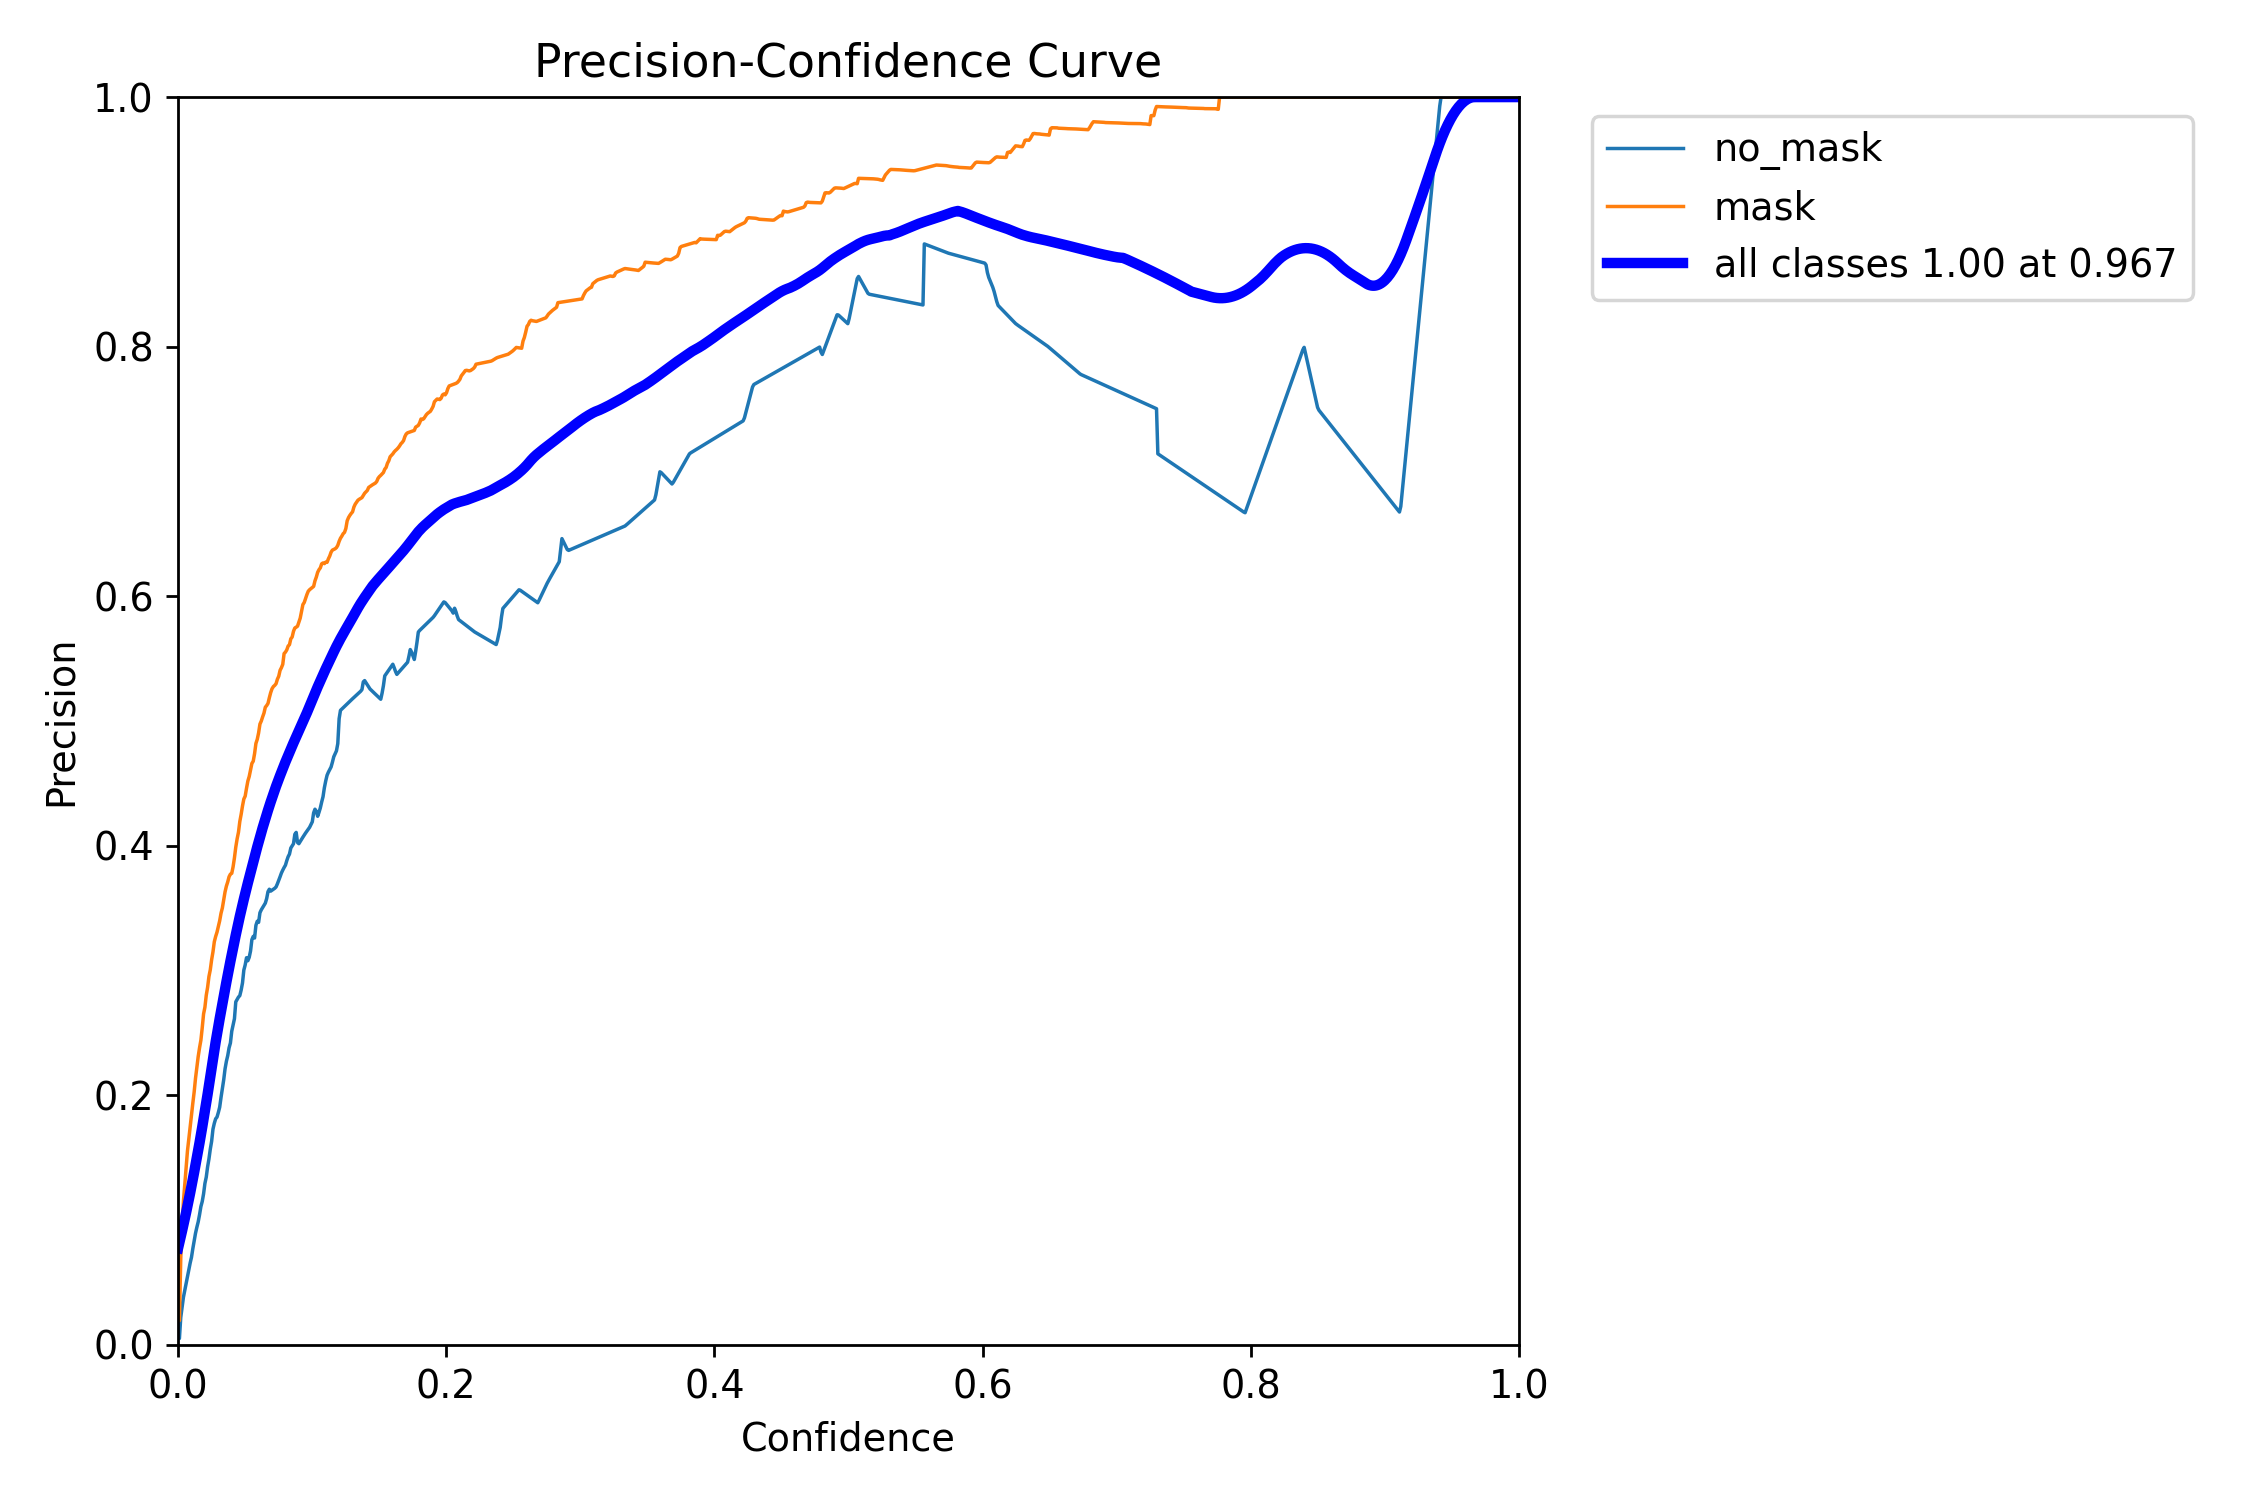 Precision-Confidence Curve
1.0
0.8
0.6
0.4
0.2
0.0
Precision
0.0 0.2 0.4 0.6 0.8 1.0
Confidence
no_mask
mask
all classes 1.00 at 0.967